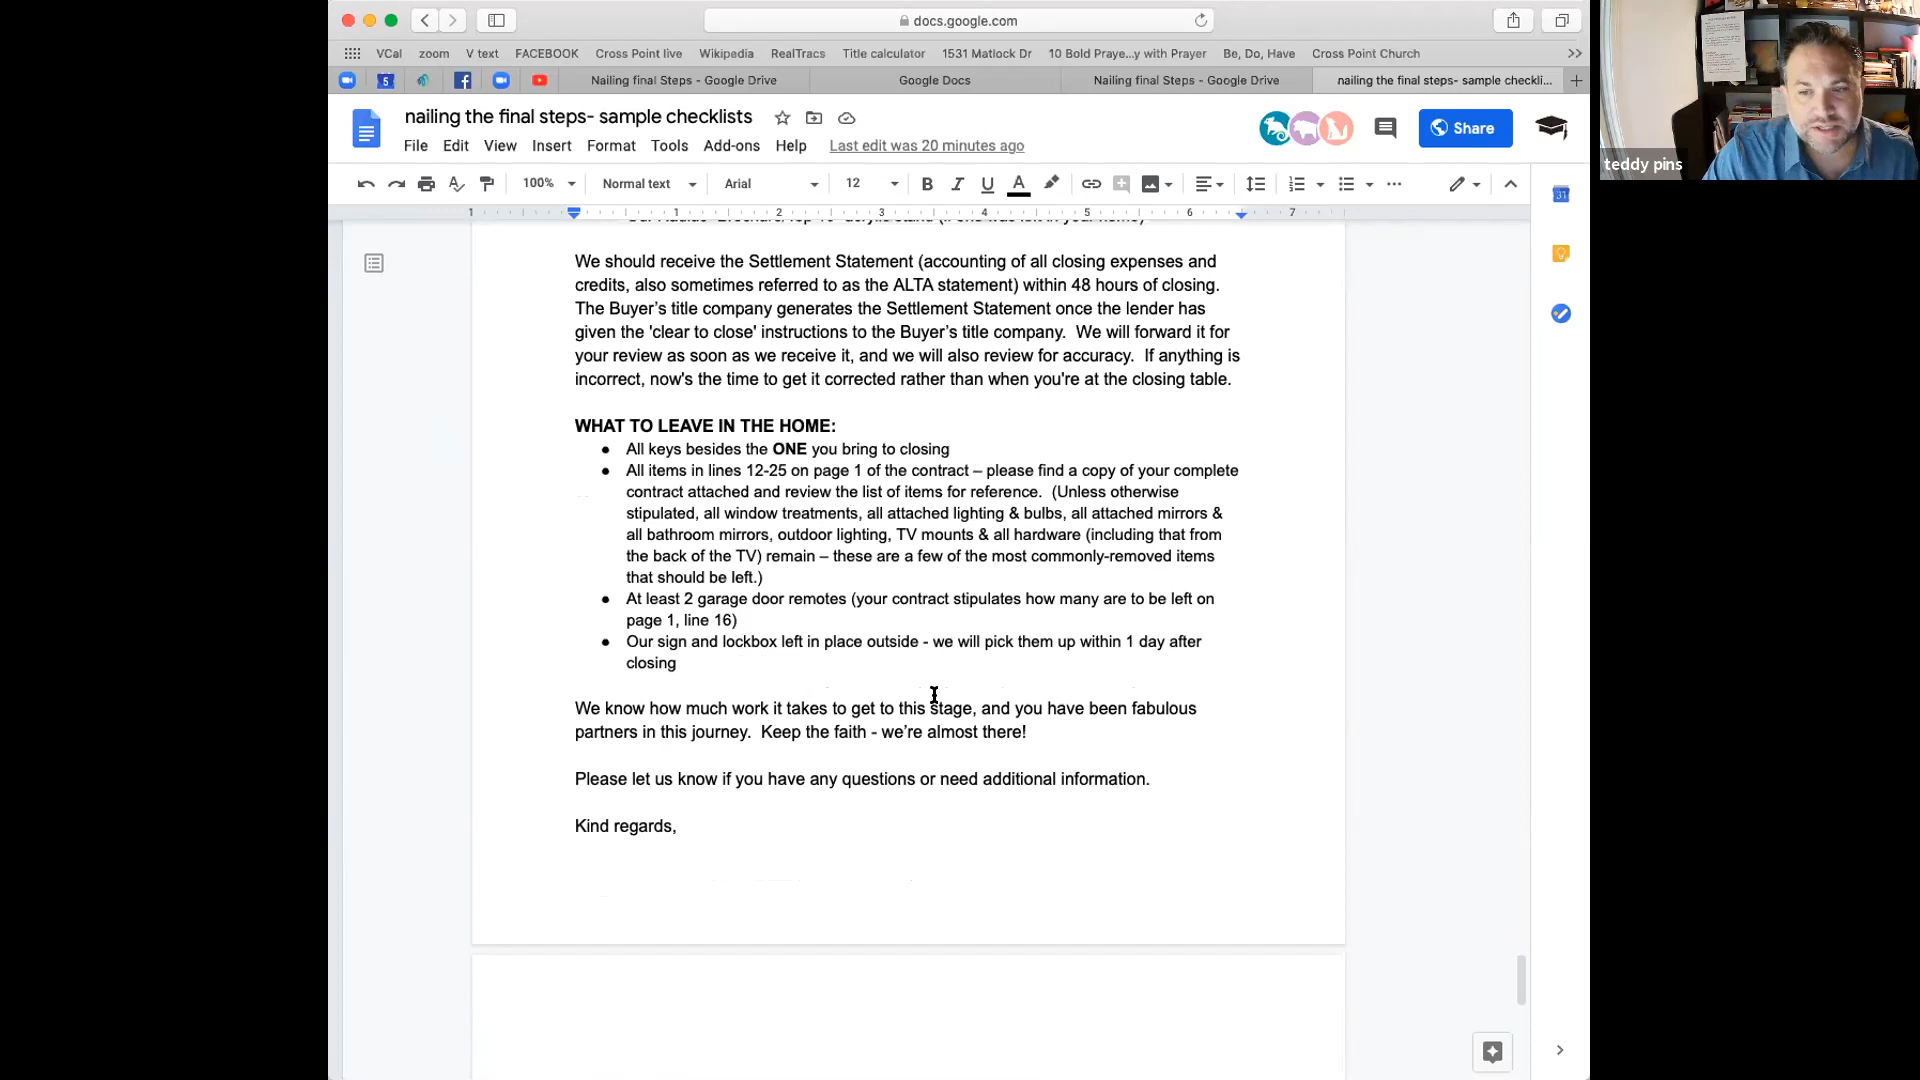 docs.google.com
VCal zoom V text FACEBOOK Cross Point live Wikipedia RealTracs Title calculator 1531 Matlock Dr 10 Bold Praye...y with Prayer Be, Do, Have Cross Point Church
5 Nailing final Steps - Google Drive Google Docs Nailing final Steps - Google Drive nailing the final steps- sample checkli...
nailing the final steps- sample checklists
Share
File Edit View Insert Format Tools Add-ons Help Last edit was 20 minutes ago
100% Normal text Arial 12 B I U A
1 1 2 3 4 5 6 7
31
teddy pins
We should receive the Settlement Statement (accounting of all closing expenses and
credits, also sometimes referred to as the ALTA statement) within 48 hours of closing.
The Buyer’s title company generates the Settlement Statement once the lender has
given the 'clear to close' instructions to the Buyer’s title company. We will forward it for
your review as soon as we receive it, and we will also review for accuracy. If anything is
incorrect, now's the time to get it corrected rather than when you're at the closing table.
WHAT TO LEAVE IN THE HOME:
● All keys besides the ONE you bring to closing
● All items in lines 12-25 on page 1 of the contract – please find a copy of your complete
contract attached and review the list of items for reference. (Unless otherwise
stipulated, all window treatments, all attached lighting & bulbs, all attached mirrors &
all bathroom mirrors, outdoor lighting, TV mounts & all hardware (including that from
the back of the TV) remain – these are a few of the most commonly-removed items
that should be left.)
● At least 2 garage door remotes (your contract stipulates how many are to be left on
page 1, line 16)
● Our sign and lockbox left in place outside - we will pick them up within 1 day after
closing
We know how much work it takes to get to this stage, and you have been fabulous
partners in this journey. Keep the faith - we’re almost there!
Please let us know if you have any questions or need additional information.
Kind regards,